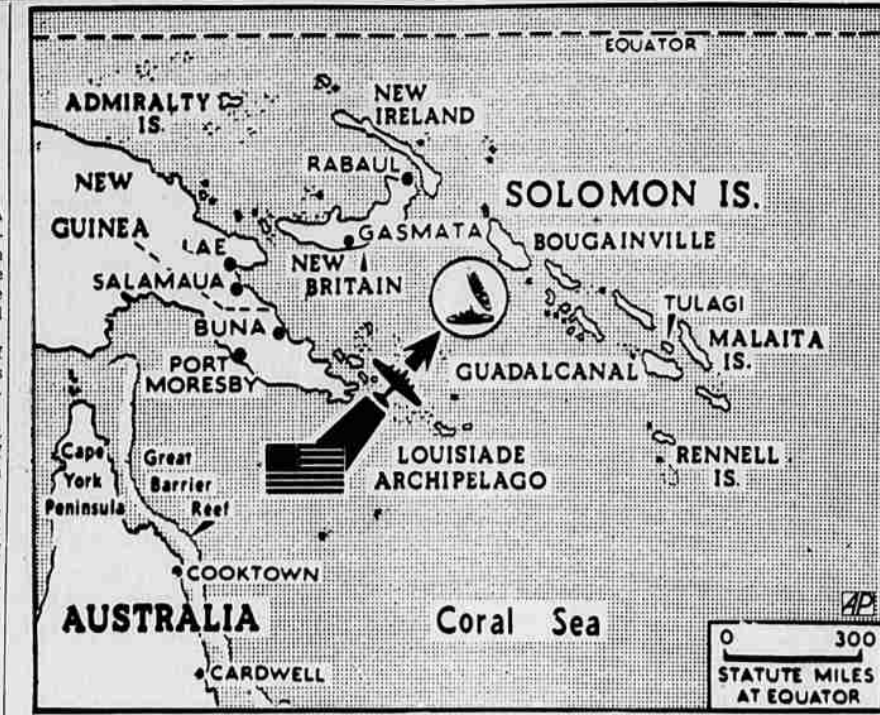 EQUATOR
ADMIRALTY
IS.
NEW
IRELAND
RABAUL
NEW
GUINEA
SOLOMON IS.
LAE
GASMATA
BOUGAINVILLE
SALAMAUA
NEW
BRITAIN
TULAGI
BUNA
MALAITA
IS.
PORT
MORESBY
GUADALCANAL
Cape
York
Peninsula
Great
Barrier
Reef
LOUISIADE
ARCHIPELAGO
RENNELL
IS.
COOKTOWN
AUSTRALIA
Coral Sea
CARDWELL
AP
0 300
STATUTE MILES
AT EQUATOR